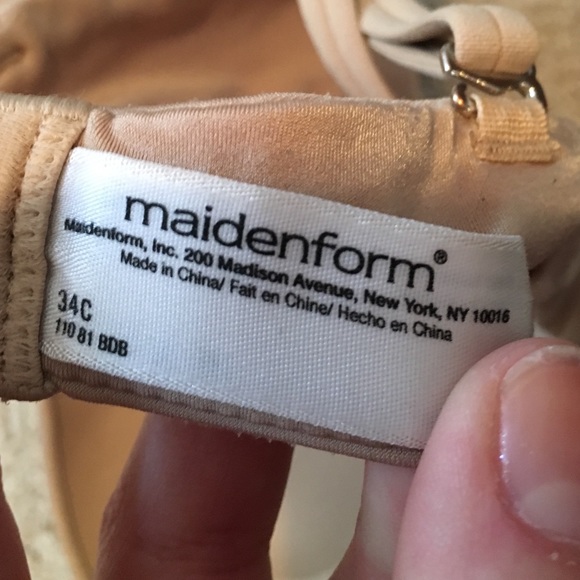 maidenform®
Maidenform, Inc. 200 Madison Avenue, New York, NY 10016
Made in China/ Fait en Chine/ Hecho en China
34C
110 81 BDB